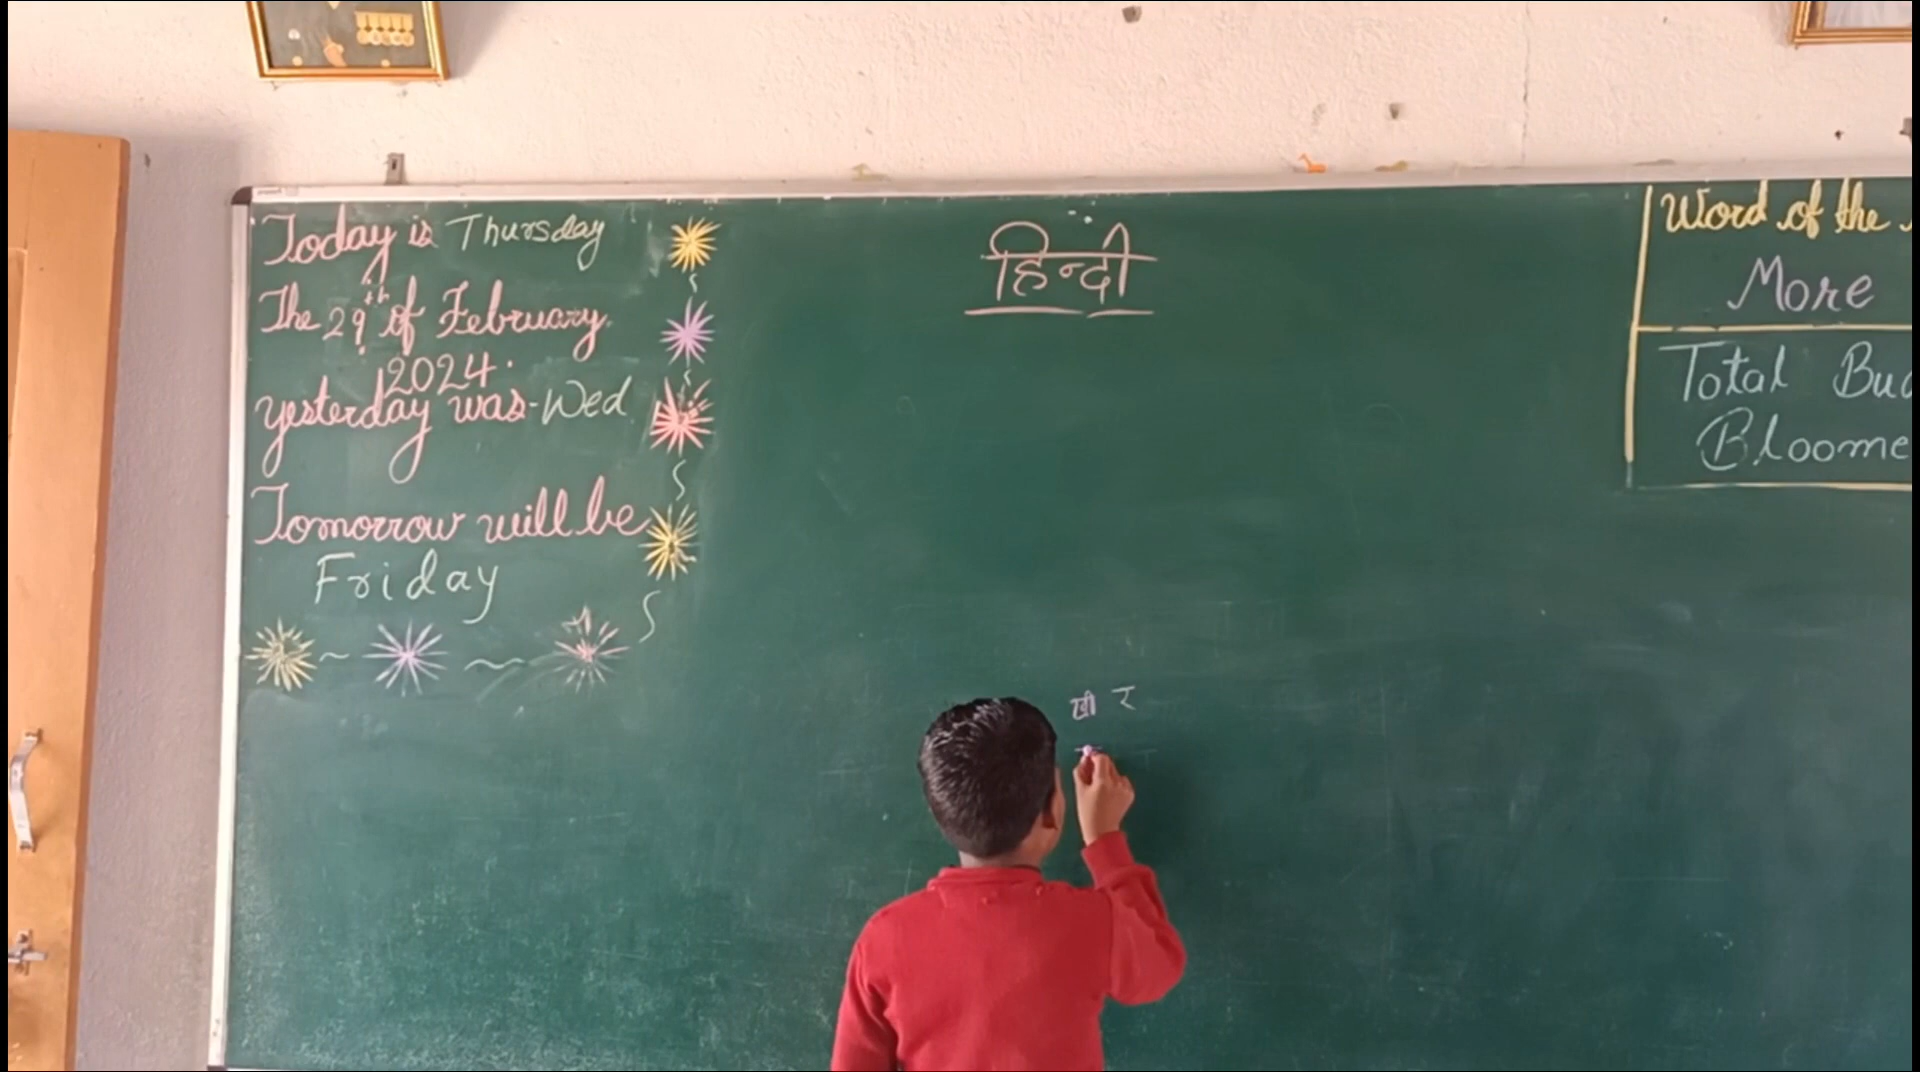 Today is Thursday
The 29th of February
2024.
yesterday was-Wed
Tomorrow will be
Friday
हिन्दी
खी र
Word of the
More
Total
Bloome